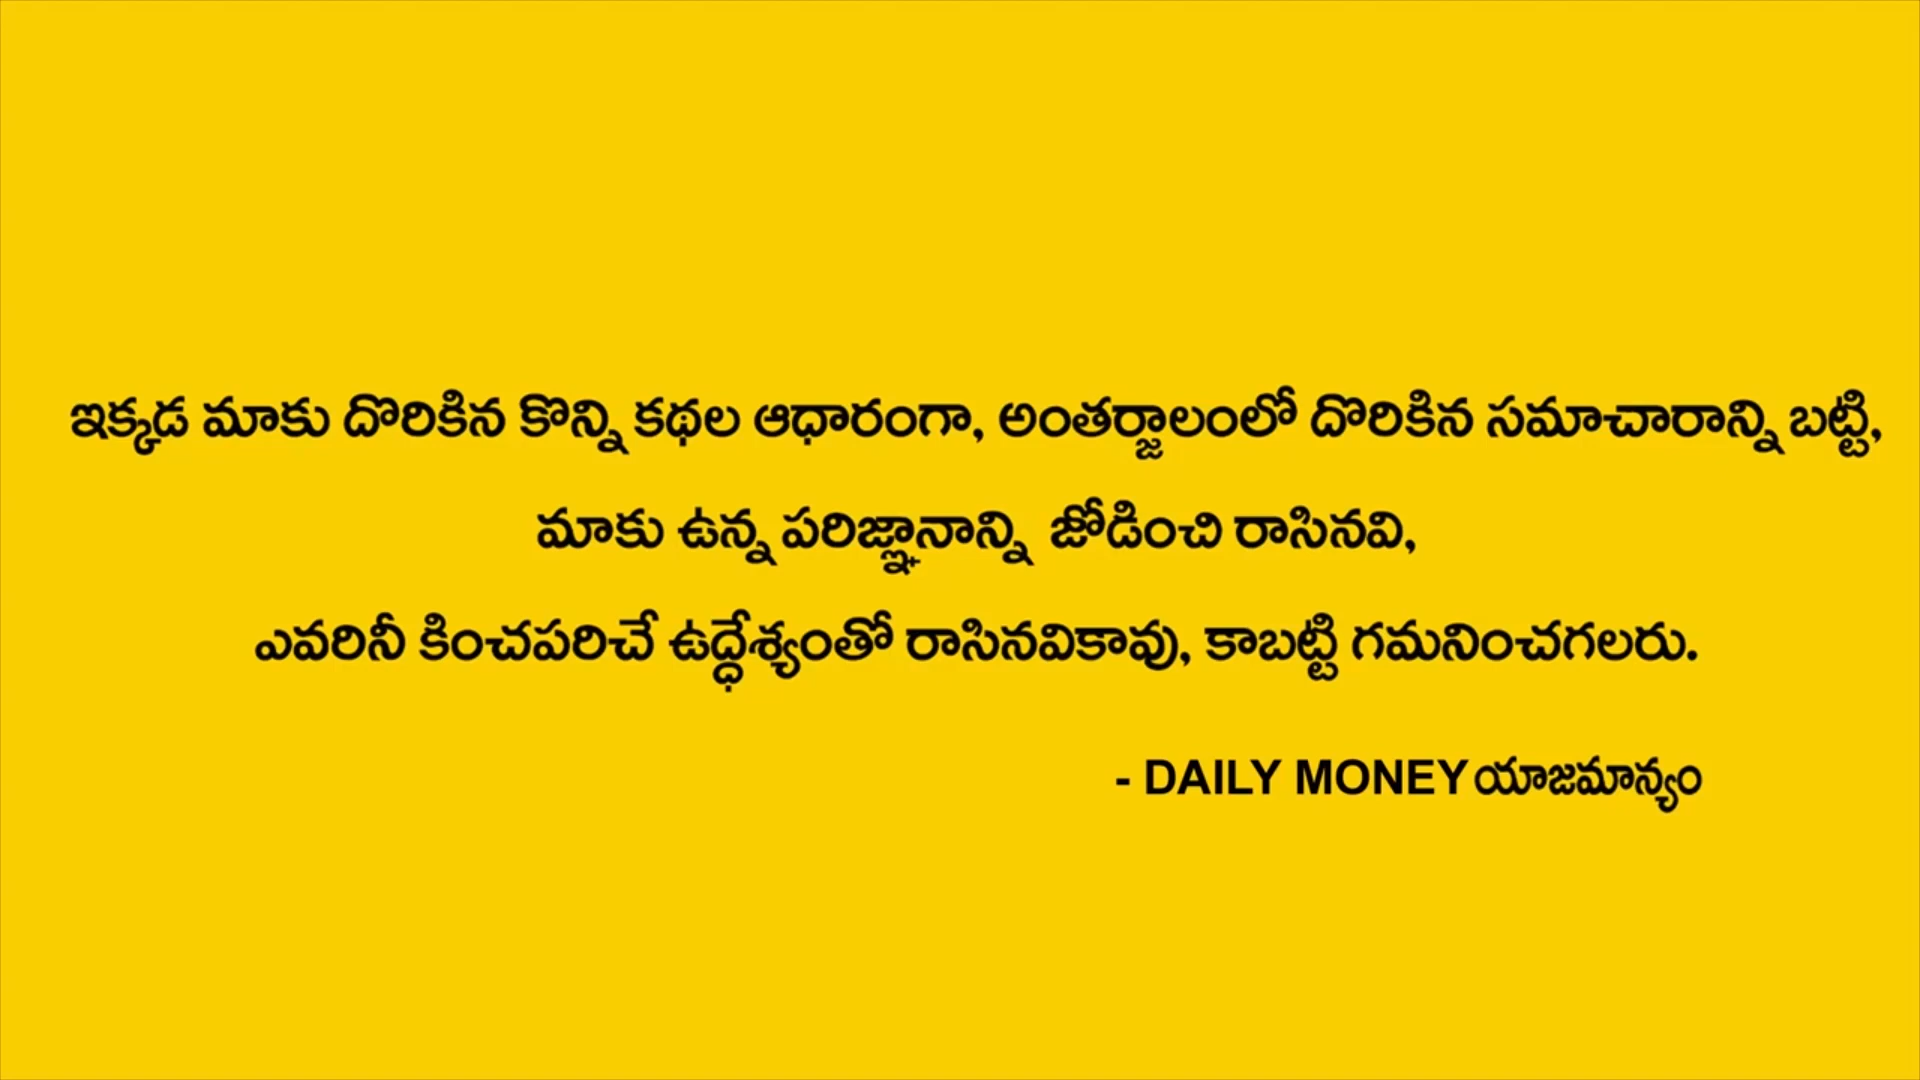 ఇక్కడ మాకు దొరికిన కొన్ని కథల ఆధారంగా, అంతర్జాలంలో దొరికిన సమాచారాన్ని బట్టి,
మాకు ఉన్న పరిజ్ఞానాన్ని జోడించి రాసినవి,
ఎవరినీ కించపరిచే ఉద్ధేశ్యంతో రాసినవికావు, కాబట్టి గమనించగలరు.
- DAILY MONEY యాజమాన్యం